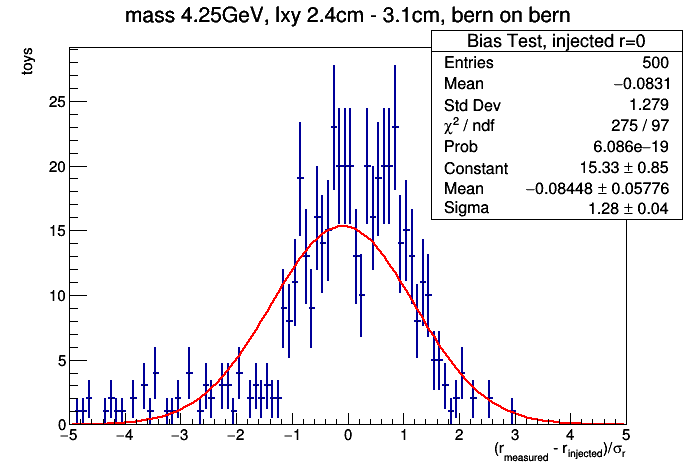 mass 4.25GeV, lxy 2.4cm - 3.1cm, bern on bern
Bias Test, injected r=0
Entries 500
Mean −0.0831
Std Dev 1.279
χ² / ndf 275 / 97
Prob 6.086e−19
Constant 15.33 ± 0.85
Mean −0.08448 ± 0.05776
Sigma 1.28 ± 0.04
toys
25
20
15
10
5
0
−5 −4 −3 −2 −1 0 1 2 3 4 5
(r_measured - r_injected)/σ_r